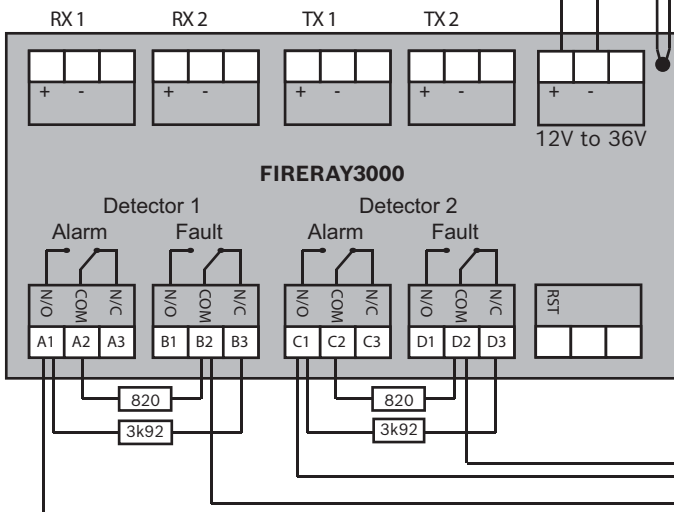 RX 1 RX 2 TX 1 TX 2
+ - + - + - + - + -
12V to 36V
FIRERAY3000
Detector 1 Detector 2
Alarm Fault Alarm Fault
N/O COM N/C N/O COM N/C N/O COM N/C N/O COM N/C RST
A1 A2 A3 B1 B2 B3 C1 C2 C3 D1 D2 D3
820 820
3k92 3k92